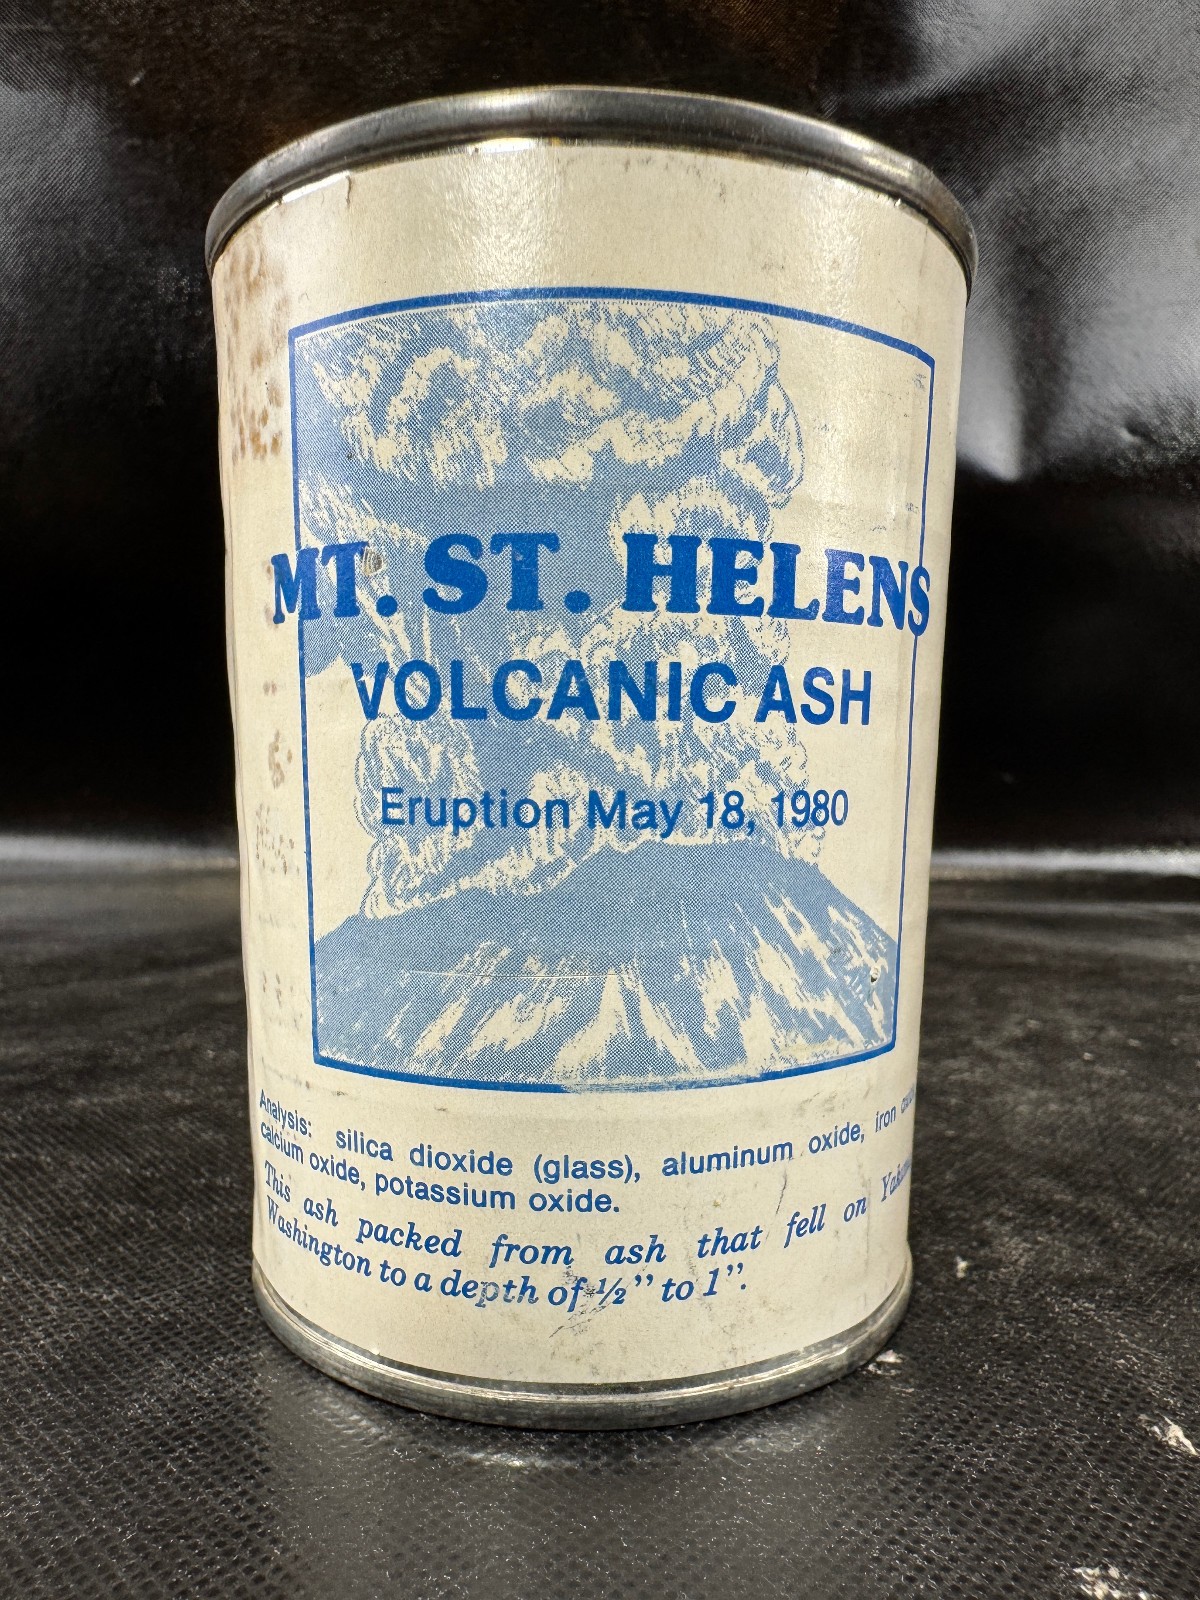 MT. ST. HELENS
VOLCANIC ASH
Eruption May 18, 1980
Analysis: silica dioxide (glass), aluminum oxide, iron
calcium oxide, potassium oxide.
This ash packed from ash that fell on
Washington to a depth of ½” to 1”.